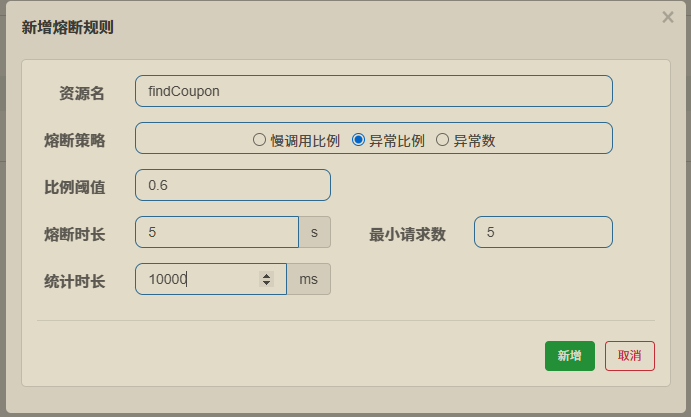 新增熔断规则
×
资源名 findCoupon
熔断策略 慢调用比例 异常比例 异常数
比例阈值 0.6
熔断时长 5 s 最小请求数 5
统计时长 10000 ms
新增 取消